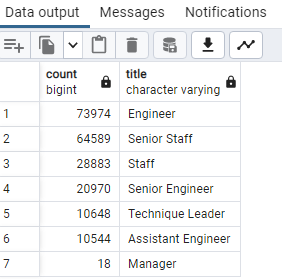 Data output Messages Notifications
count bigint title character varying
1 73974 Engineer
2 64589 Senior Staff
3 28883 Staff
4 20970 Senior Engineer
5 10648 Technique Leader
6 10544 Assistant Engineer
7 18 Manager